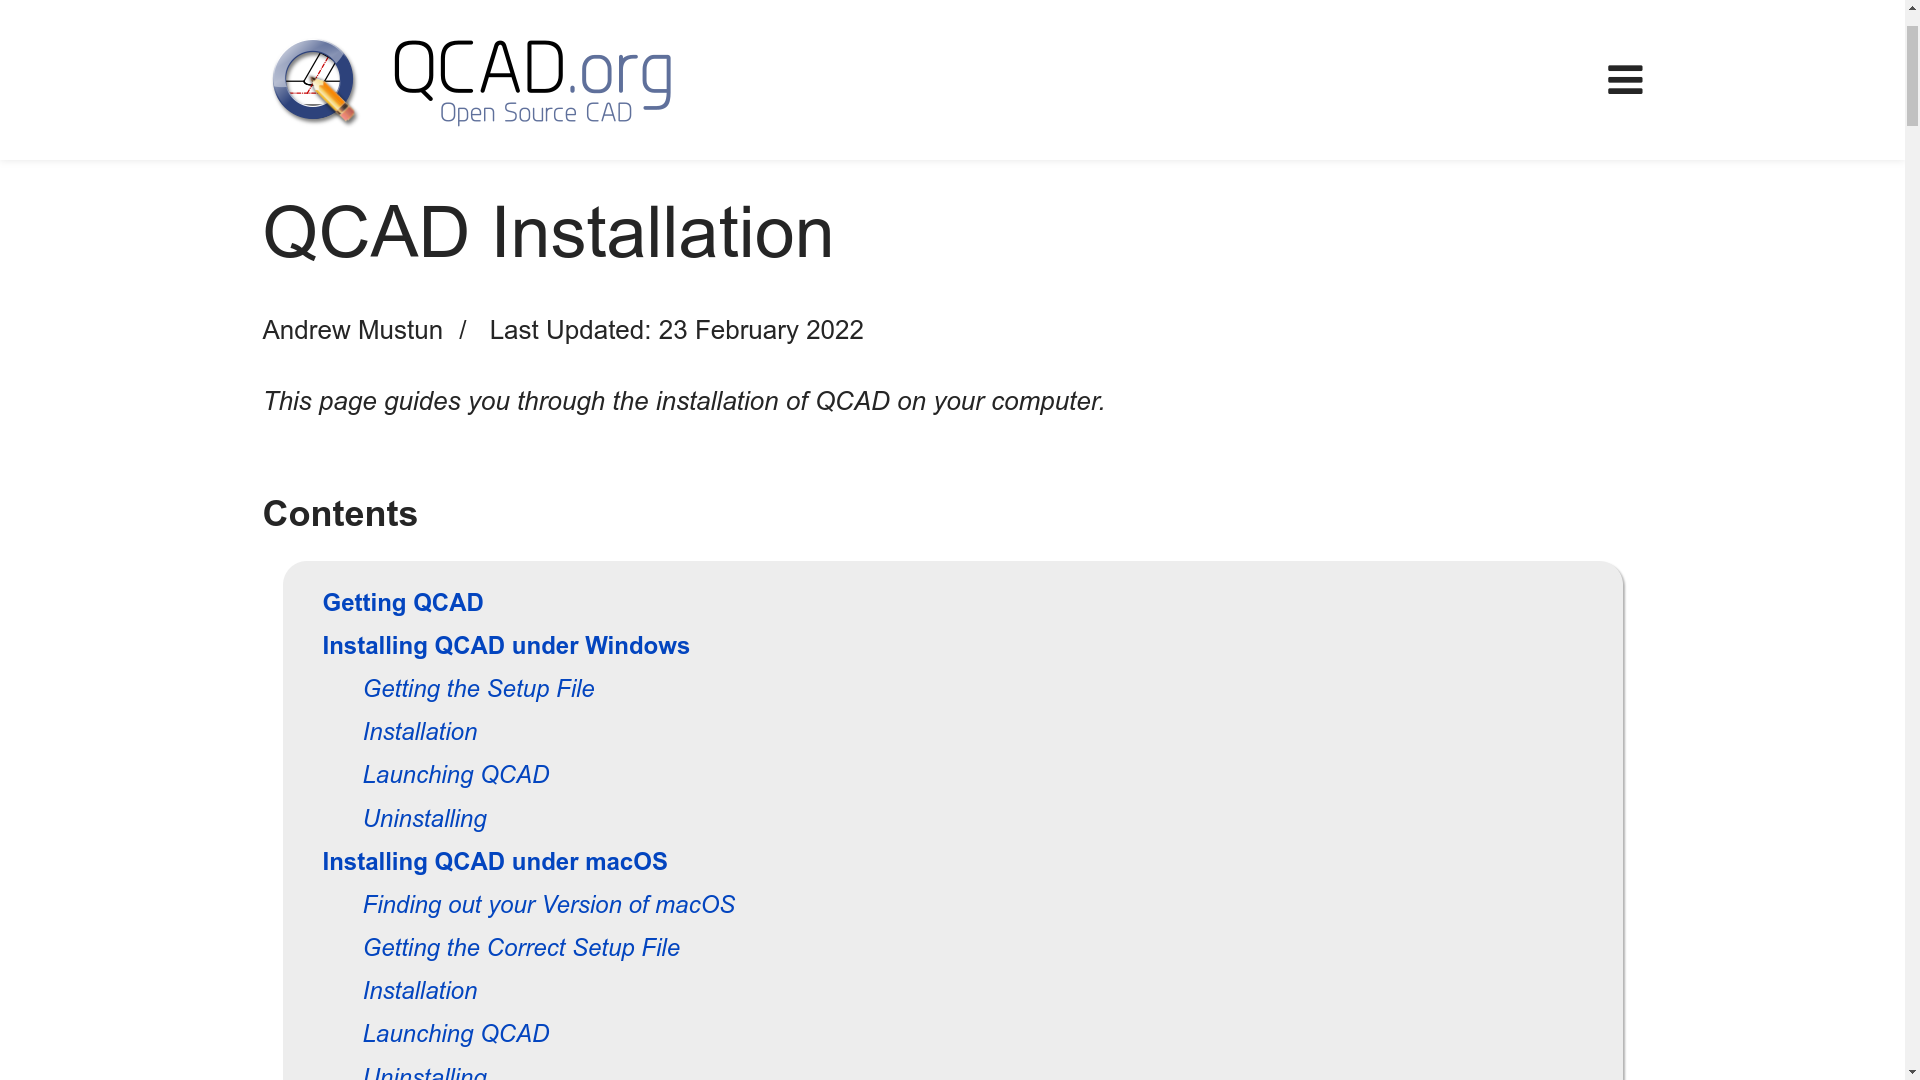 QCAD.org
Open Source CAD
QCAD Installation
Andrew Mustun / Last Updated: 23 February 2022
This page guides you through the installation of QCAD on your computer.
Contents
Getting QCAD
Installing QCAD under Windows
Getting the Setup File
Installation
Launching QCAD
Uninstalling
Installing QCAD under macOS
Finding out your Version of macOS
Getting the Correct Setup File
Installation
Launching QCAD
Uninstalling